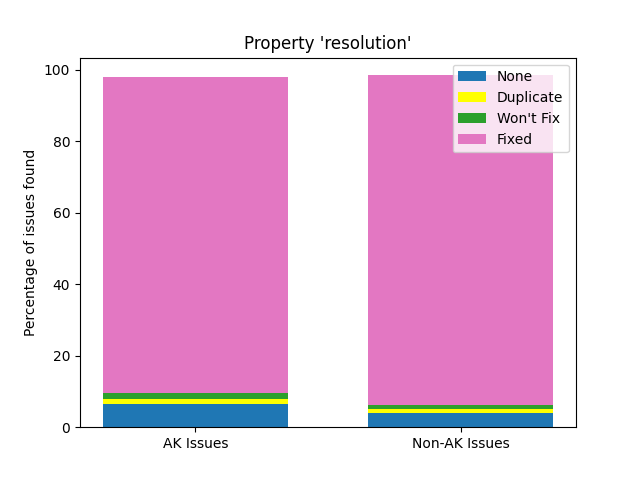 Property 'resolution'
Percentage of issues found
100
80
60
40
20
0
None
Duplicate
Won't Fix
Fixed
AK Issues
Non-AK Issues